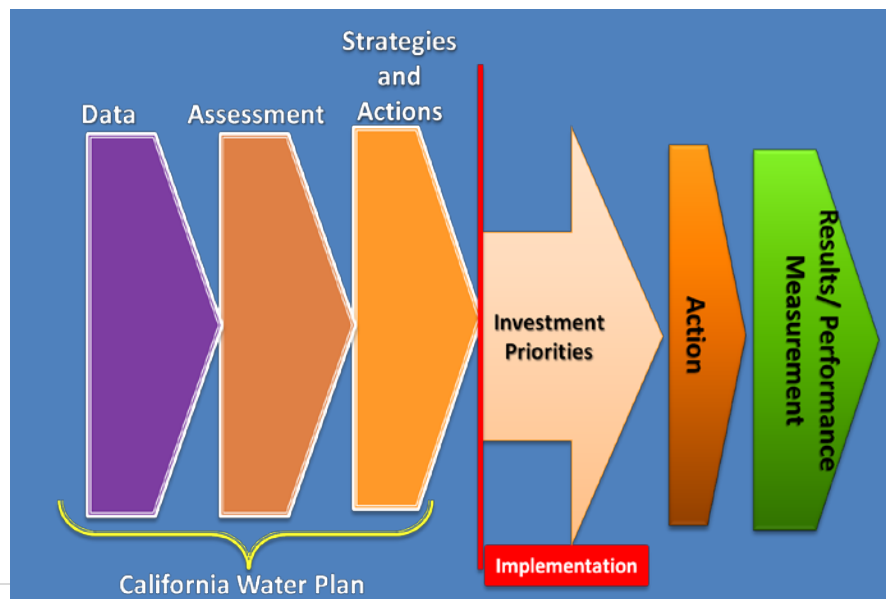 Data
Assessment
Strategies
and
Actions
Investment
Priorities
Action
Results/ Performance
Measurement
California Water Plan
Implementation